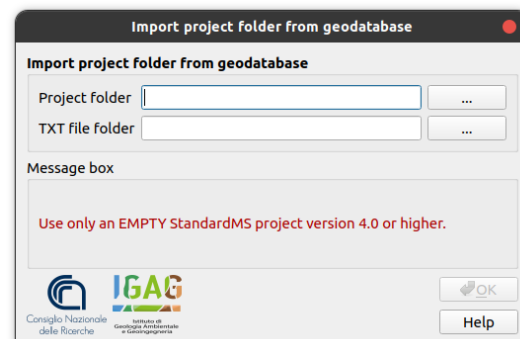 Import project folder from geodatabase
Import project folder from geodatabase
Project folder
...
TXT file folder
...
Message box
Use only an EMPTY StandardMS project version 4.0 or higher.
Consiglio Nazionale
delle Ricerche
IGAG
Istituto di
Geologia Ambientale
e Geoingegneria
OK
Help